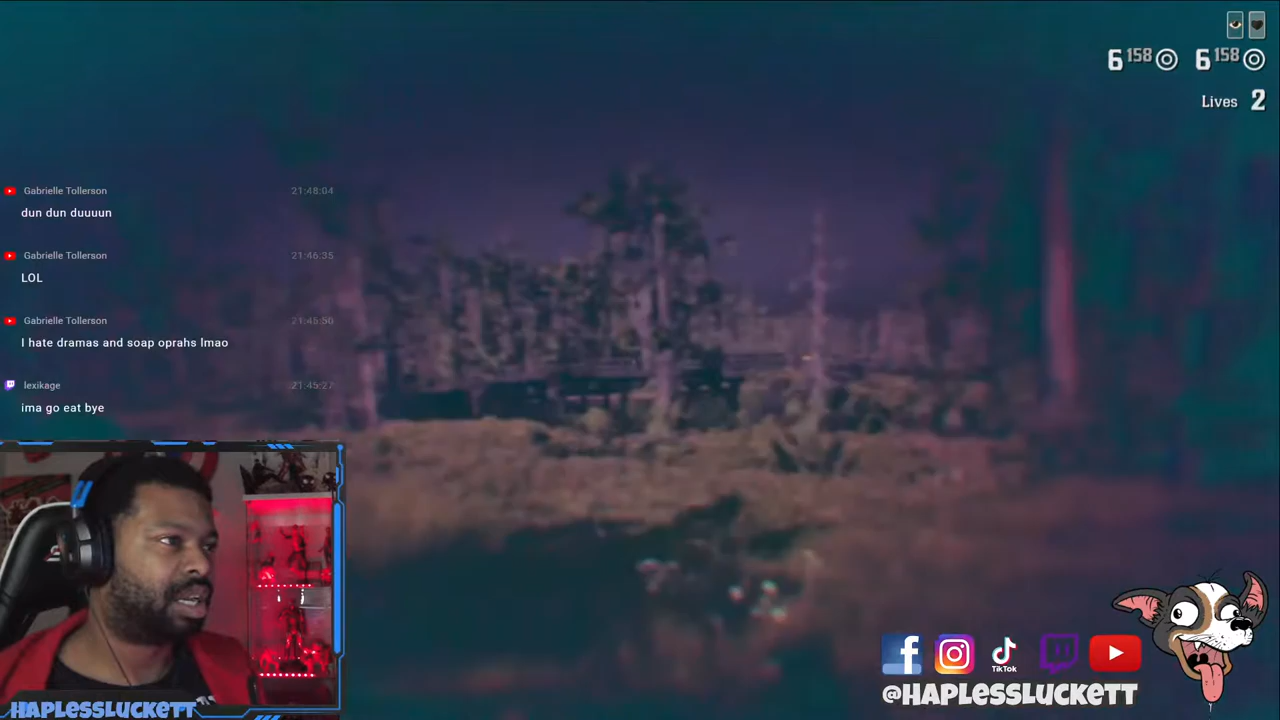 6 158 6 158
Lives 2
Gabrielle Tollerson 21:48:04
dun dun duuuun
Gabrielle Tollerson 21:46:35
LOL
Gabrielle Tollerson 21:45:50
I hate dramas and soap oprahs lmao
lexikage 21:45:27
ima go eat bye
HAPLESSLUCKETT
TikTok
@HAPLESSLUCKETT